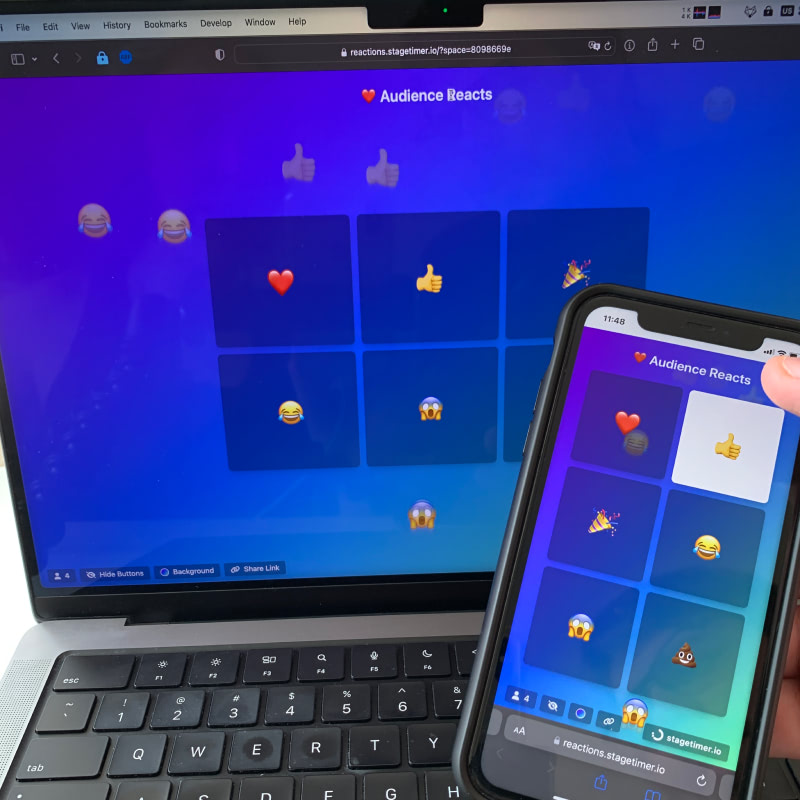 File Edit View History Bookmarks Develop Window Help
US
reactions.stagetimer.io/?space=8098669e
Audience Reacts
4 Hide Buttons Background Share Link
11:48
Audience Reacts
4
stagetimer.io
AA reactions.stagetimer.io
esc F1 F2 F3 F4 F5 F6
~ ! @ # $ % ^ &
` 1 2 3 4 5 6 7
tab Q W E R T Y